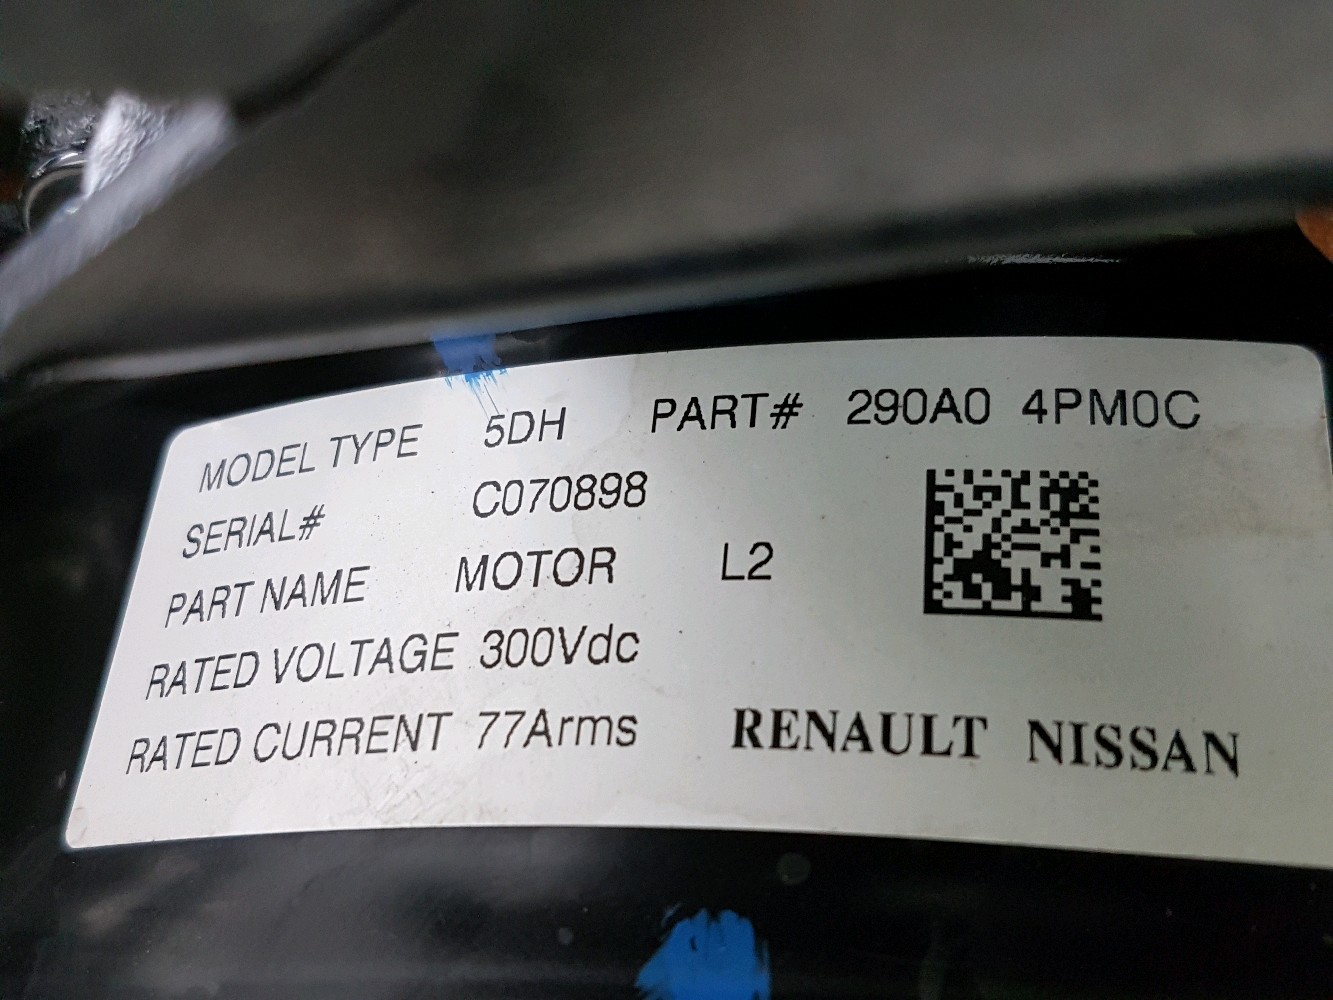 MODEL TYPE 5DH PART# 290A0 4PM0C
SERIAL# C070898
PART NAME MOTOR L2
RATED VOLTAGE 300Vdc
RATED CURRENT 77Arms
RENAULT NISSAN